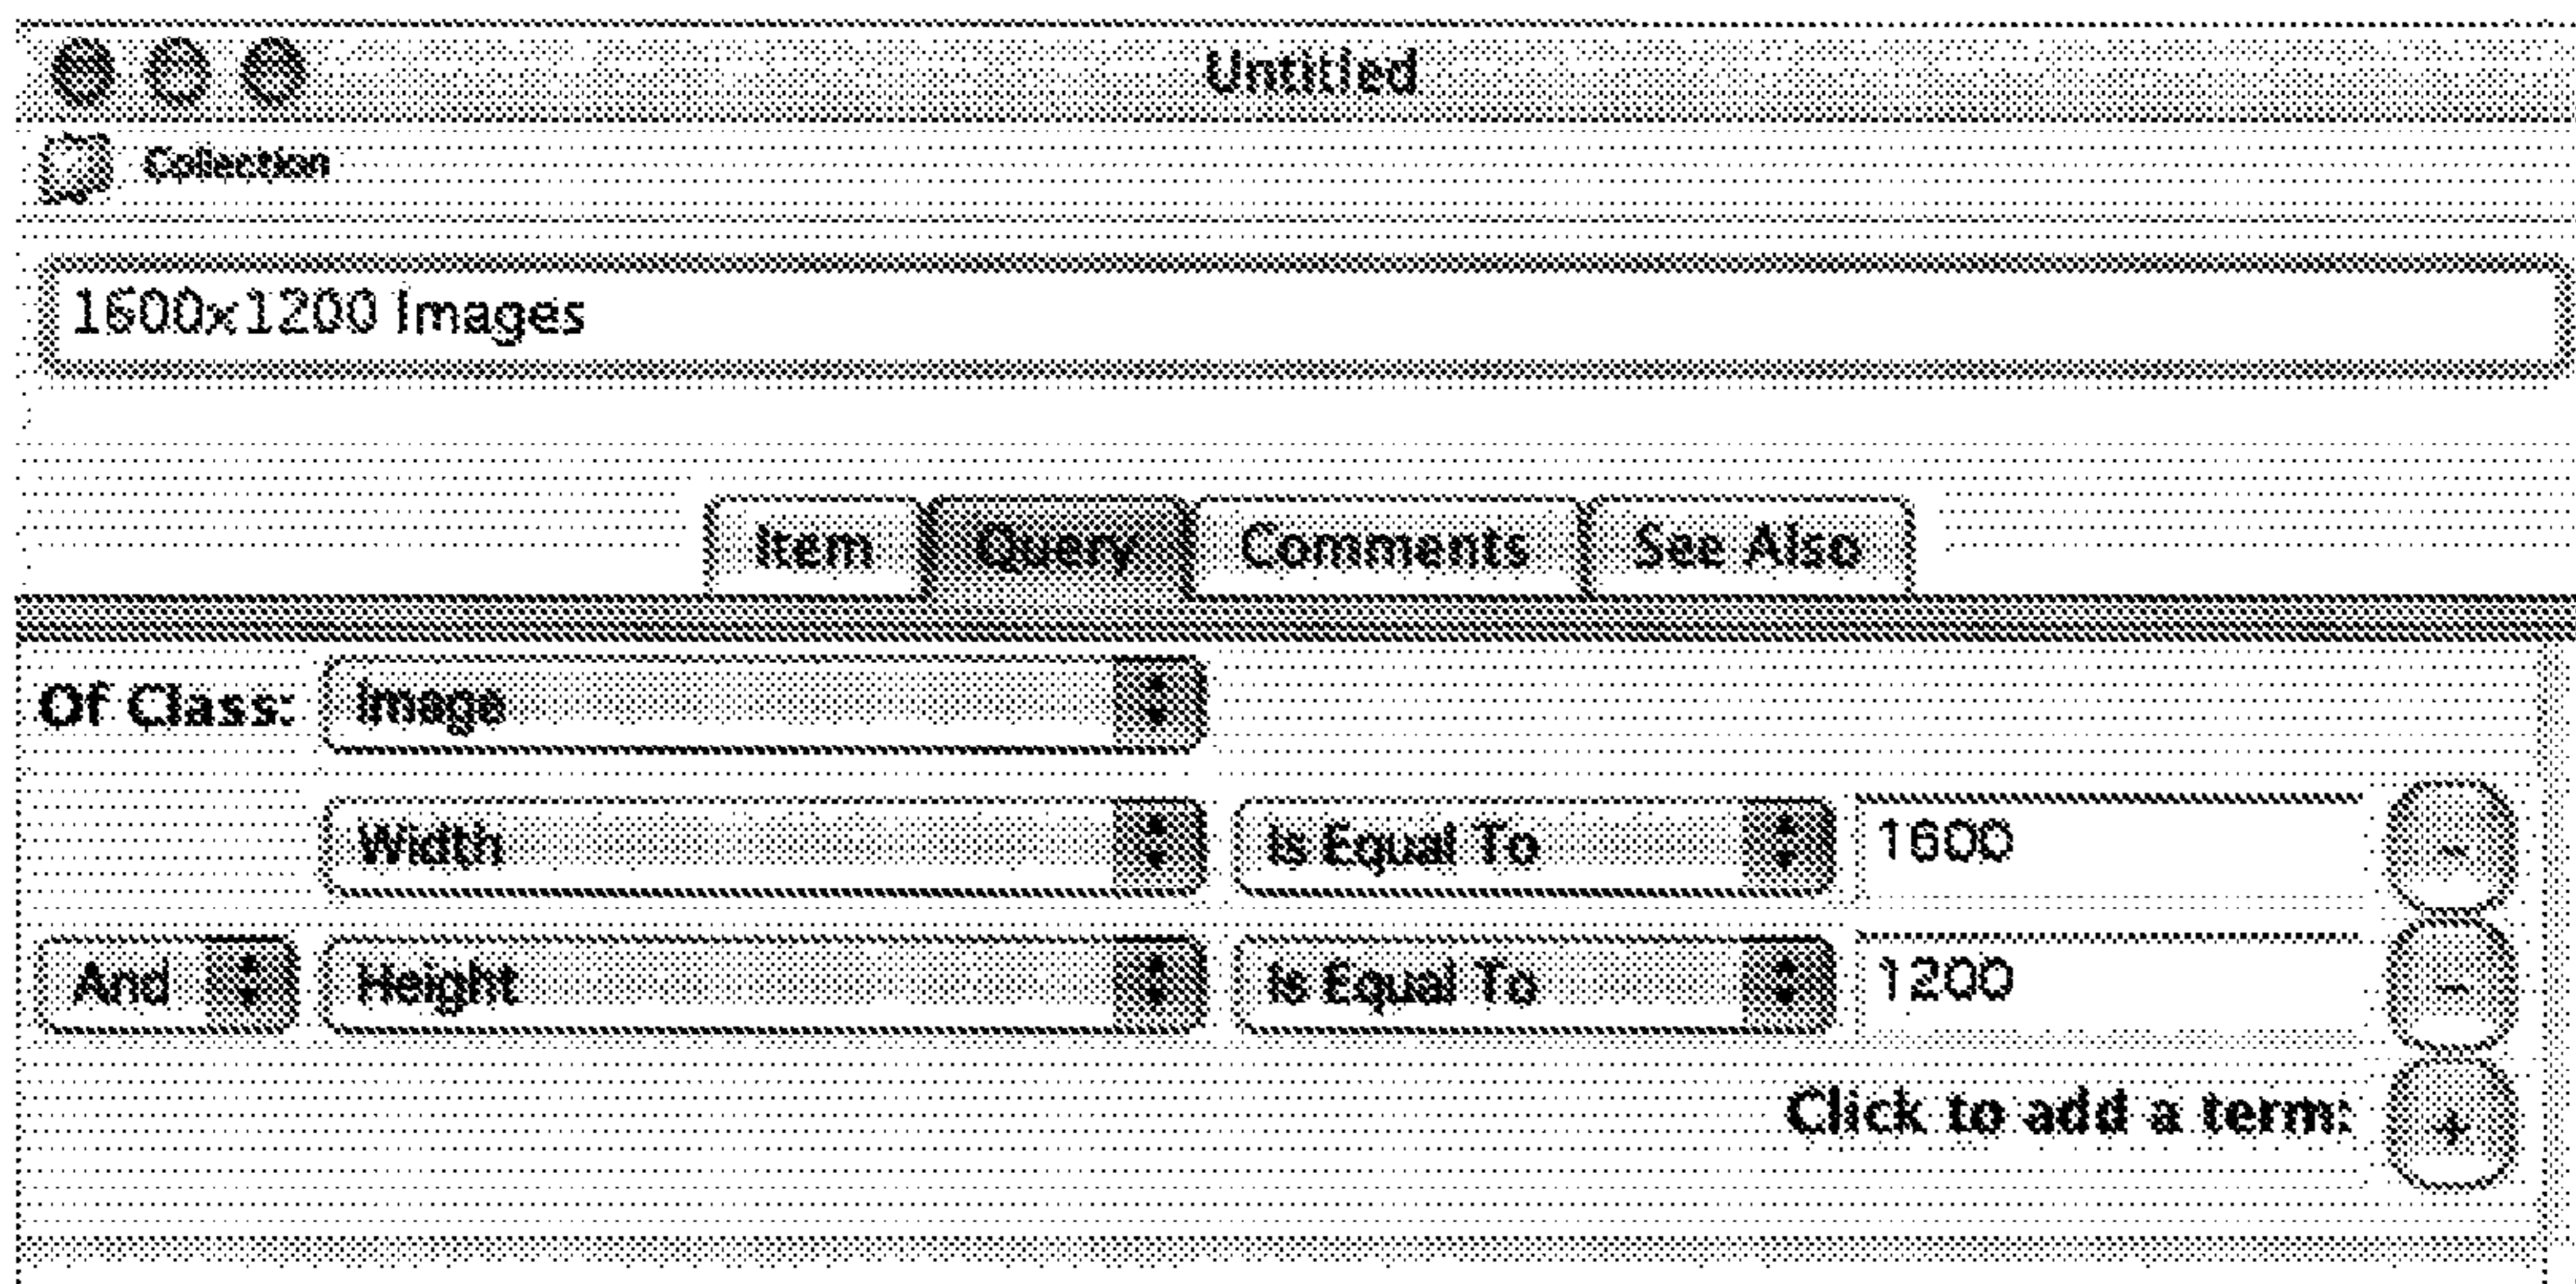 Untitled
Collection
1600x1200 Images
Item Query Comments See Also
Of Class: Image
Width Is Equal To 1600 -
And Height Is Equal To 1200 -
Click to add a term: +